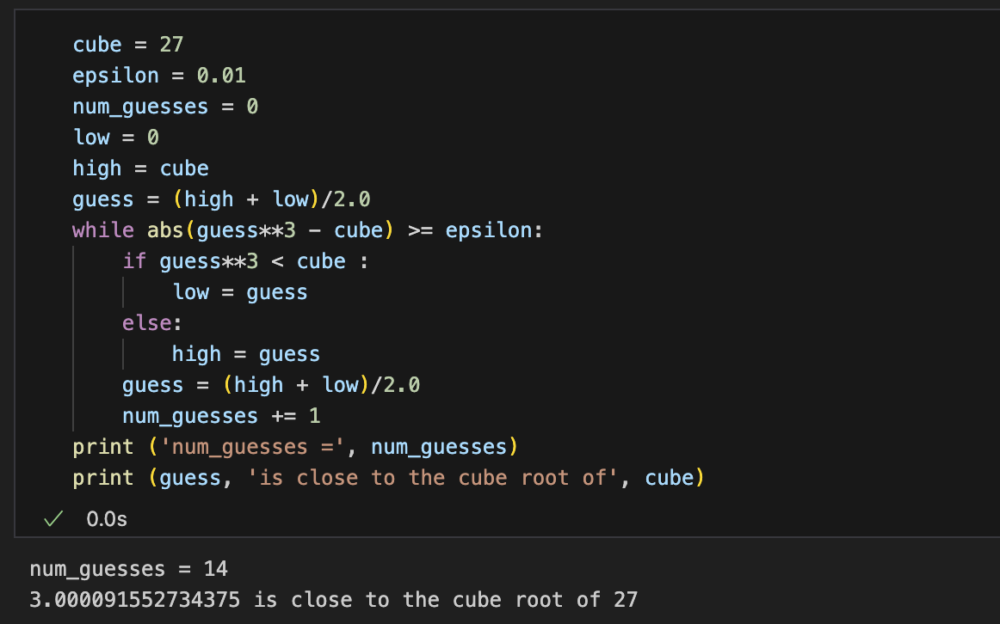 cube = 27
epsilon = 0.01
num_guesses = 0
low = 0
high = cube
guess = (high + low)/2.0
while abs(guess**3 - cube) >= epsilon:
    if guess**3 < cube :
        low = guess
    else:
        high = guess
    guess = (high + low)/2.0
    num_guesses += 1
print ('num_guesses =', num_guesses)
print (guess, 'is close to the cube root of', cube)
0.0s
num_guesses = 14
3.000091552734375 is close to the cube root of 27